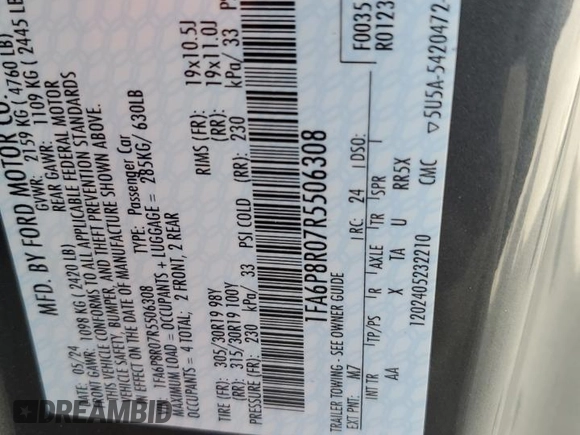 MFD. BY FORD MOTOR CO.
DATE: 05/24 GVWR: 2159 KG ( 4760 LB)
FRONT GAWR: 1098 KG ( 2420LB) REAR GAWR: 1109 KG ( 2445 LB
THIS VEHICLE CONFORMS TO ALL APPLICABLE FEDERAL MOTOR
VEHICLE SAFETY, BUMPER, AND THEFT PREVENTION STANDARDS
EFFECT ON THE DATE OF MANUFACTURE SHOWN ABOVE.
1FA6P8R07R5506308 TYPE: Passenger Car
MAXIMUM LOAD = OCCUPANTS + LUGGAGE = 285KG/ 630LB
OCCUPANTS = 4 TOTAL; 2 FRONT, 2 REAR
TIRE (FR): 305/30R19 98Y RIMS (FR): 19x10.5J
(RR): 315/30R19 100Y (RR): 19x11.0J
PRESSURE (FR): 230 kPa/ 33 PSI COLD (RR): 230 kPa/ 33 P
1FA6P8R07R5506308
F0035
R0123
TRAILER TOWING - SEE OWNER GUIDE
EXT PNT: M7 RC: 24 DSO:
INT TR TP/PS R AXLE TR SPR
AA X TA U RR5X
1202405232210 CMC 5U5A-5420472-
DREAMBID